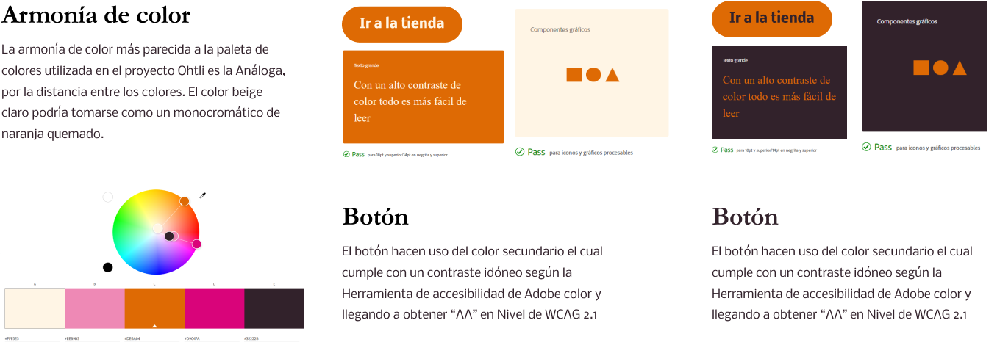 Armonía de color
La armonía de color más parecida a la paleta de
colores utilizada en el proyecto Ohtli es la Análoga,
por la distancia entre los colores. El color beige
claro podría tomarse como un monocromático de
naranja quemado.
A B C D E
#FFF5E5 #EE89B5 #DE6A04 #D9047A #32222B
Ir a la tienda
Texto grande
Con un alto contraste de
color todo es más fácil de
leer
Pass para 18pt y superior/14pt en negrita y superior
Componentes gráficos
Pass para iconos y gráficos procesables
Botón
El botón hacen uso del color secundario el cual
cumple con un contraste idóneo según la
Herramienta de accesibilidad de Adobe color y
llegando a obtener “AA” en Nivel de WCAG 2.1
Ir a la tienda
Texto grande
Con un alto contraste de
color todo es más fácil de
leer
Pass para 18pt y superior/14pt en negrita y superior
Componentes gráficos
Pass para iconos y gráficos procesables
Botón
El botón hacen uso del color secundario el cual
cumple con un contraste idóneo según la
Herramienta de accesibilidad de Adobe color y
llegando a obtener “AA” en Nivel de WCAG 2.1